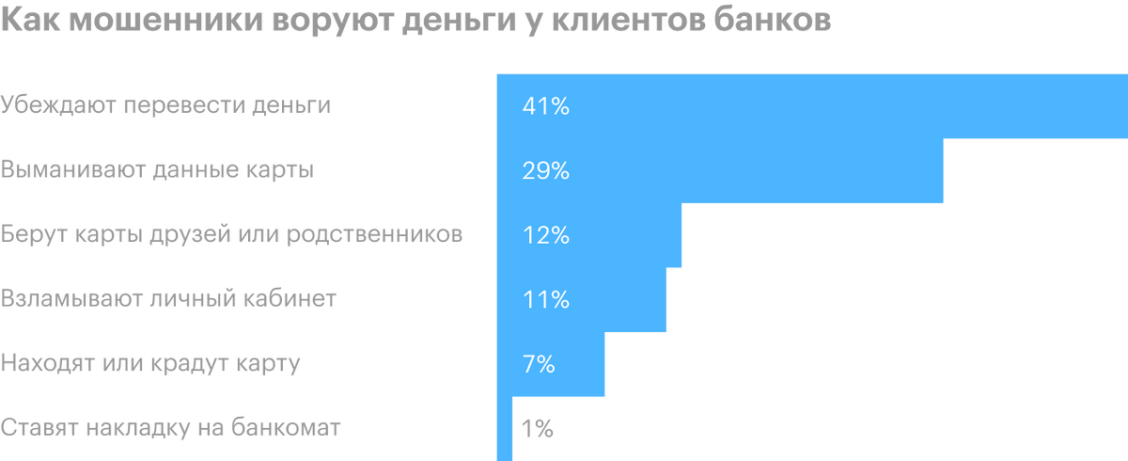 Как мошенники воруют деньги у клиентов банков
Убеждают перевести деньги 41%
Выманивают данные карты 29%
Берут карты друзей или родственников 12%
Взламывают личный кабинет 11%
Находят или крадут карту 7%
Ставят накладку на банкомат 1%